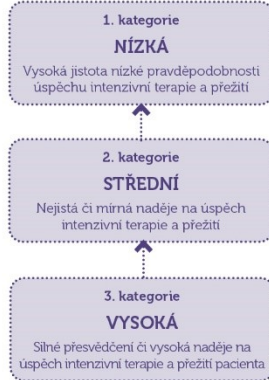 1. kategorie
NÍZKÁ
Vysoká jistota nízké pravděpodobnosti
úspěchu intenzivní terapie a přežití
2. kategorie
STŘEDNÍ
Nejistá či mírná naděje na úspěch
intenzivní terapie a přežití
3. kategorie
VYSOKÁ
Silné přesvědčení či vysoká naděje na
úspěch intenzivní terapie a přežití pacienta